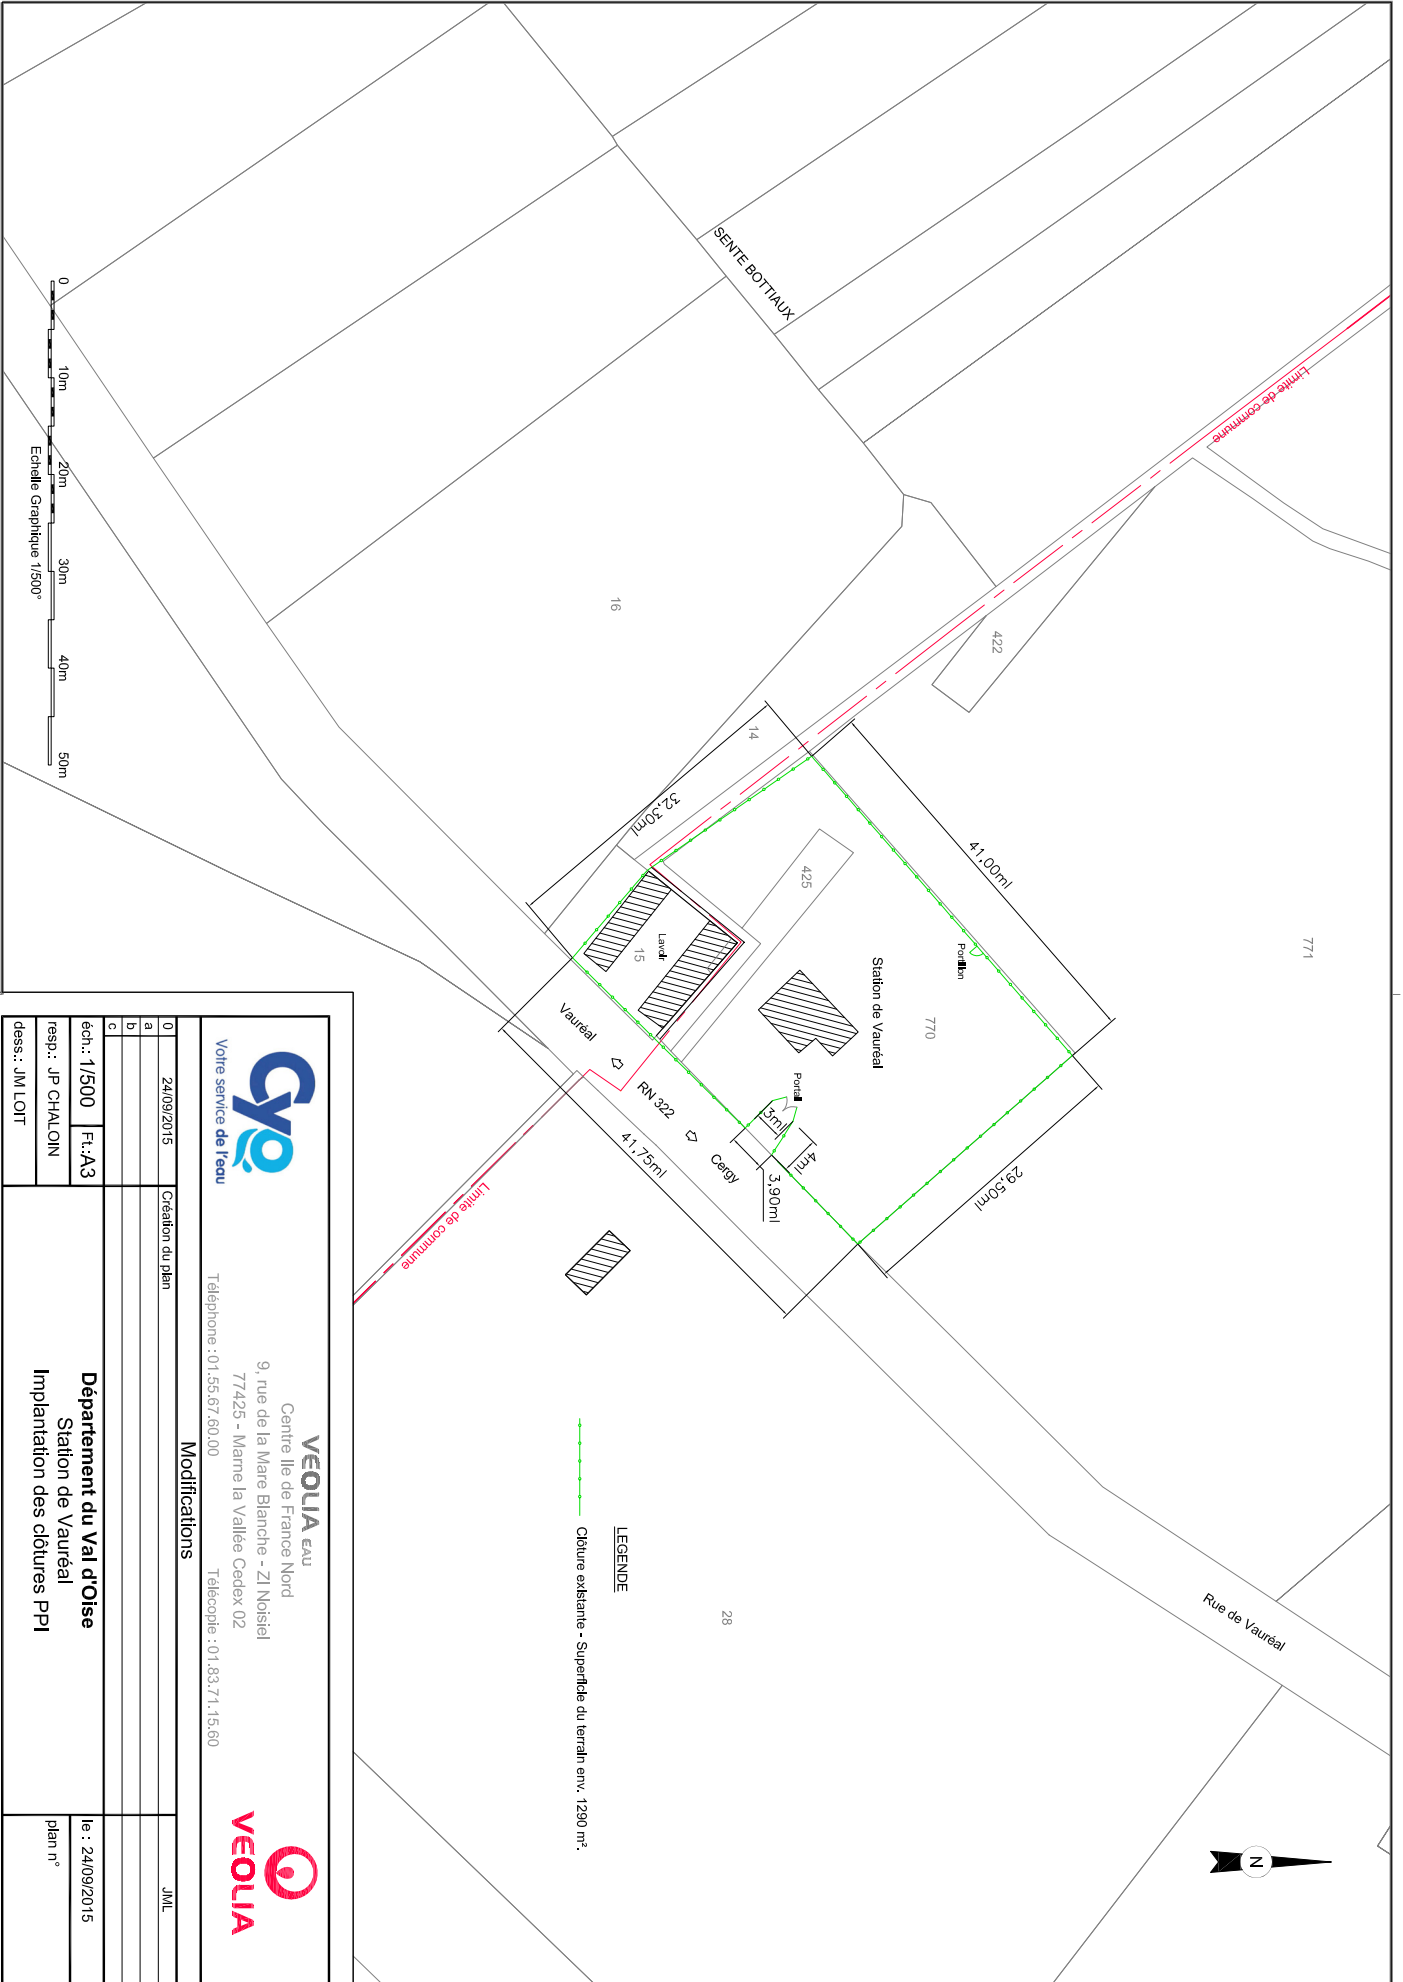 SENTE BOTTIAUX
Limite de commune
422
16
14
771
32,30ml
41,00ml
425
Portillon
Station de Vauréal
770
Lavoir
15
Portail
3ml
4ml
3,90ml
29,50ml
Vauréal
RN 322
Cergy
41,75ml
Limite de commune
Rue de Vauréal
28
N
LEGENDE
Clôture existante - Superficie du terrain env. 1290 m².
0 10m 20m 30m 40m 50m
Echelle Graphique 1/500°
cyo
Votre service de l'eau
VEOLIA EAU
Centre Ile de France Nord
9, rue de la Mare Blanche - ZI Noisiel
77425 - Marne la Vallée Cedex 02
Téléphone :01.55.67.60.00 Télécopie : 01.83.71.15.60
VEOLIA
Modifications
0 24/09/2015 Création du plan JML
a
b
c
éch.: 1/500 Ft.:A3
resp.: JP CHALOIN
dess.: JM LOIT
Département du Val d'Oise
Station de Vauréal
Implantation des clôtures PPI
le : 24/09/2015
plan n°